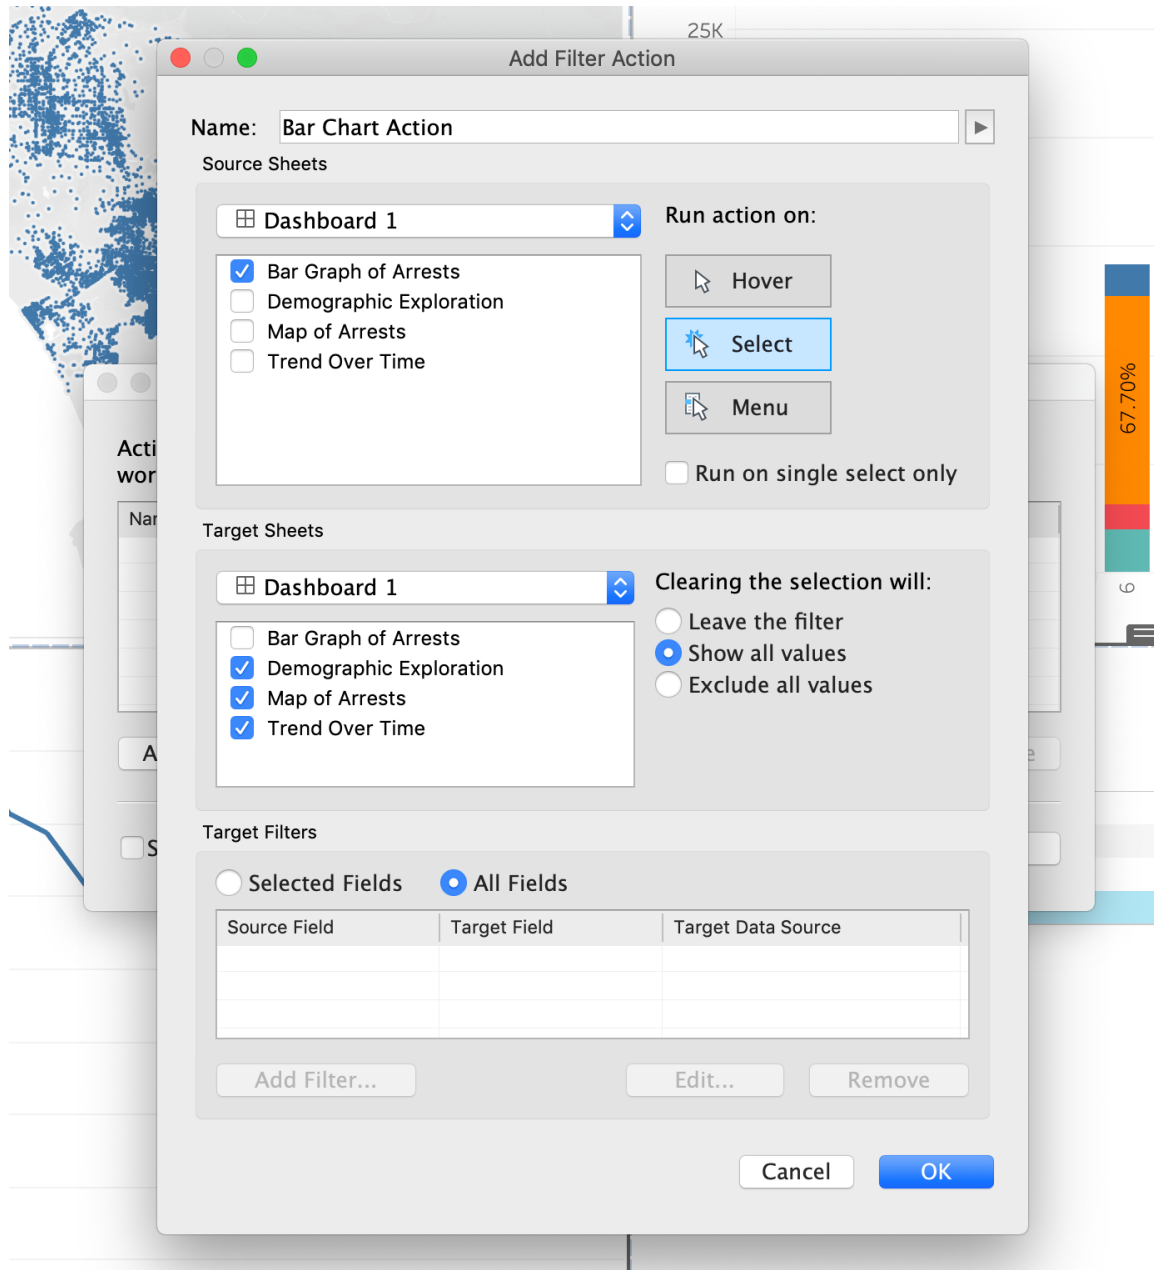 25K
Add Filter Action
Name: Bar Chart Action
Source Sheets
Dashboard 1
Run action on:
Bar Graph of Arrests
Demographic Exploration
Map of Arrests
Trend Over Time
Hover
Select
Menu
Run on single select only
67.70%
9
Target Sheets
Dashboard 1
Clearing the selection will:
Bar Graph of Arrests
Demographic Exploration
Map of Arrests
Trend Over Time
Leave the filter
Show all values
Exclude all values
Target Filters
Selected Fields All Fields
Source Field Target Field Target Data Source
Add Filter... Edit... Remove
Cancel OK